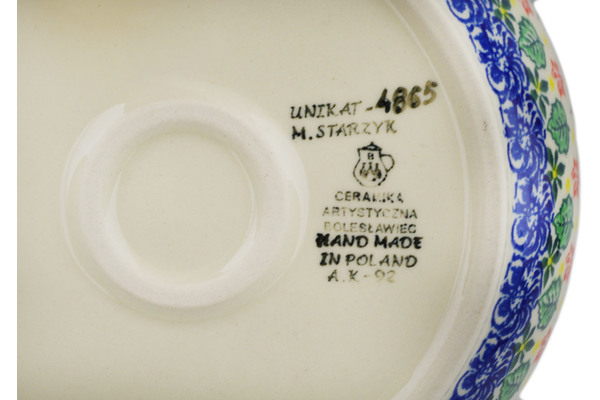 UNIKAT-4865
M. STARZYK
B
CERAMIKA
ARTYSTYCZNA
BOLESŁAWIEC
HAND MADE
IN POLAND
A.K-92